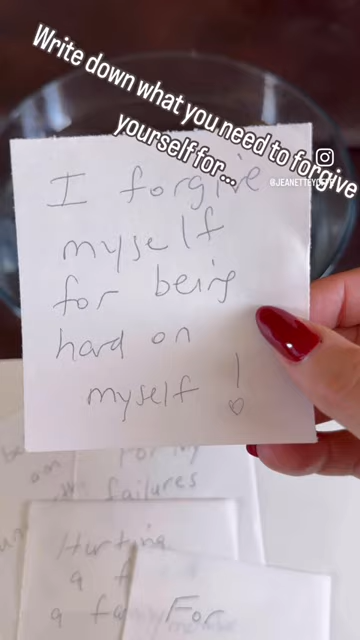 Write down what you need to forgive
yourself for...
I forgive
myself
for being
hard on
myself!
For my
failures
Hurting
a f
a fa
For